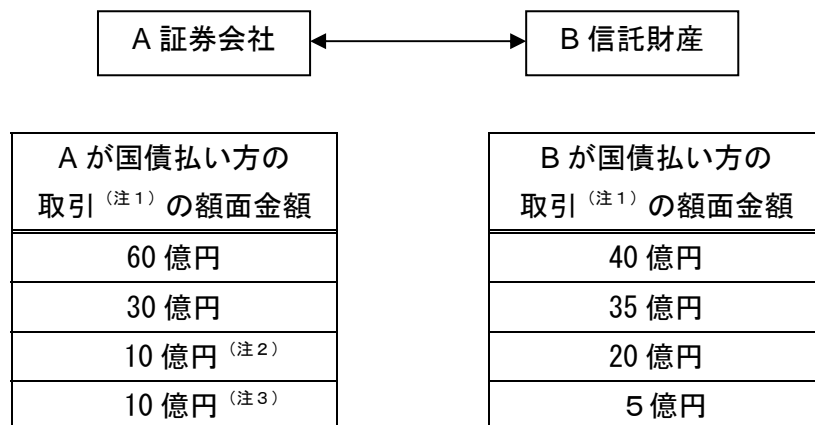 A 証券会社
B 信託財産
A が国債払い方の
取引（注１）の額面金額
60 億円
30 億円
10 億円（注２）
10 億円（注３）
B が国債払い方の
取引（注１）の額面金額
40 億円
35 億円
20 億円
５億円